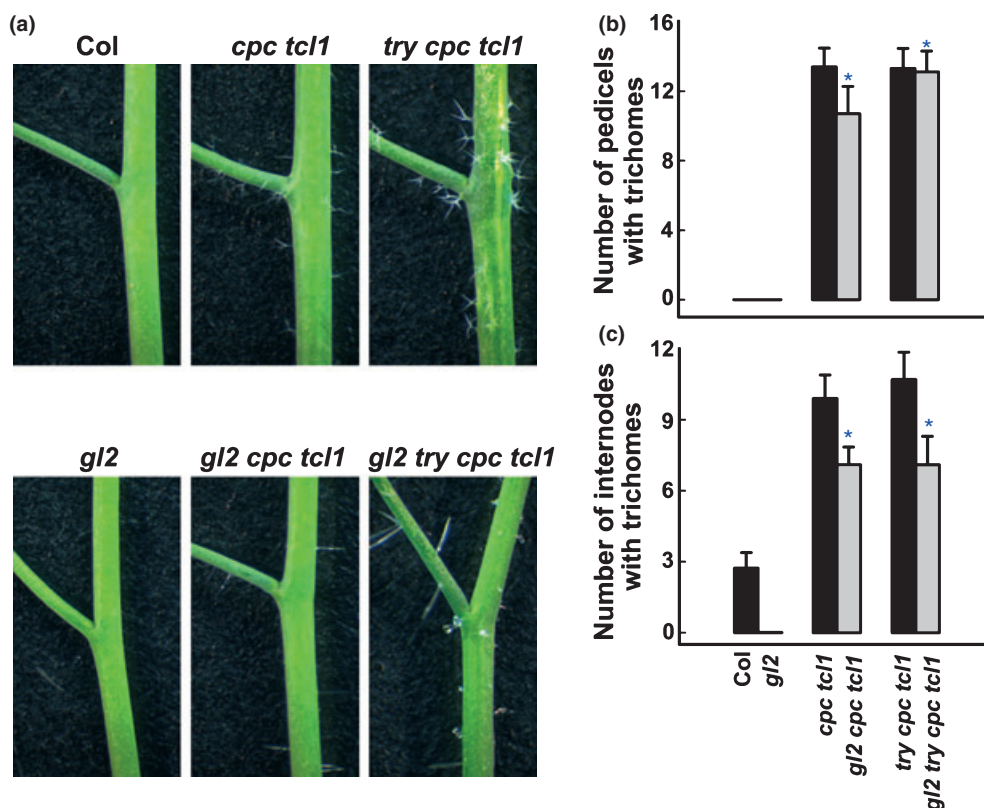 (a)
Col
cpc tcl1
try cpc tcl1
gl2
gl2 cpc tcl1
gl2 try cpc tcl1
(b)
Number of pedicels
with trichomes
16
12
8
4
0
*
*
(c)
Number of internodes
with trichomes
12
9
6
3
0
*
*
Col
gl2
cpc tcl1
gl2 cpc tcl1
try cpc tcl1
gl2 try cpc tcl1